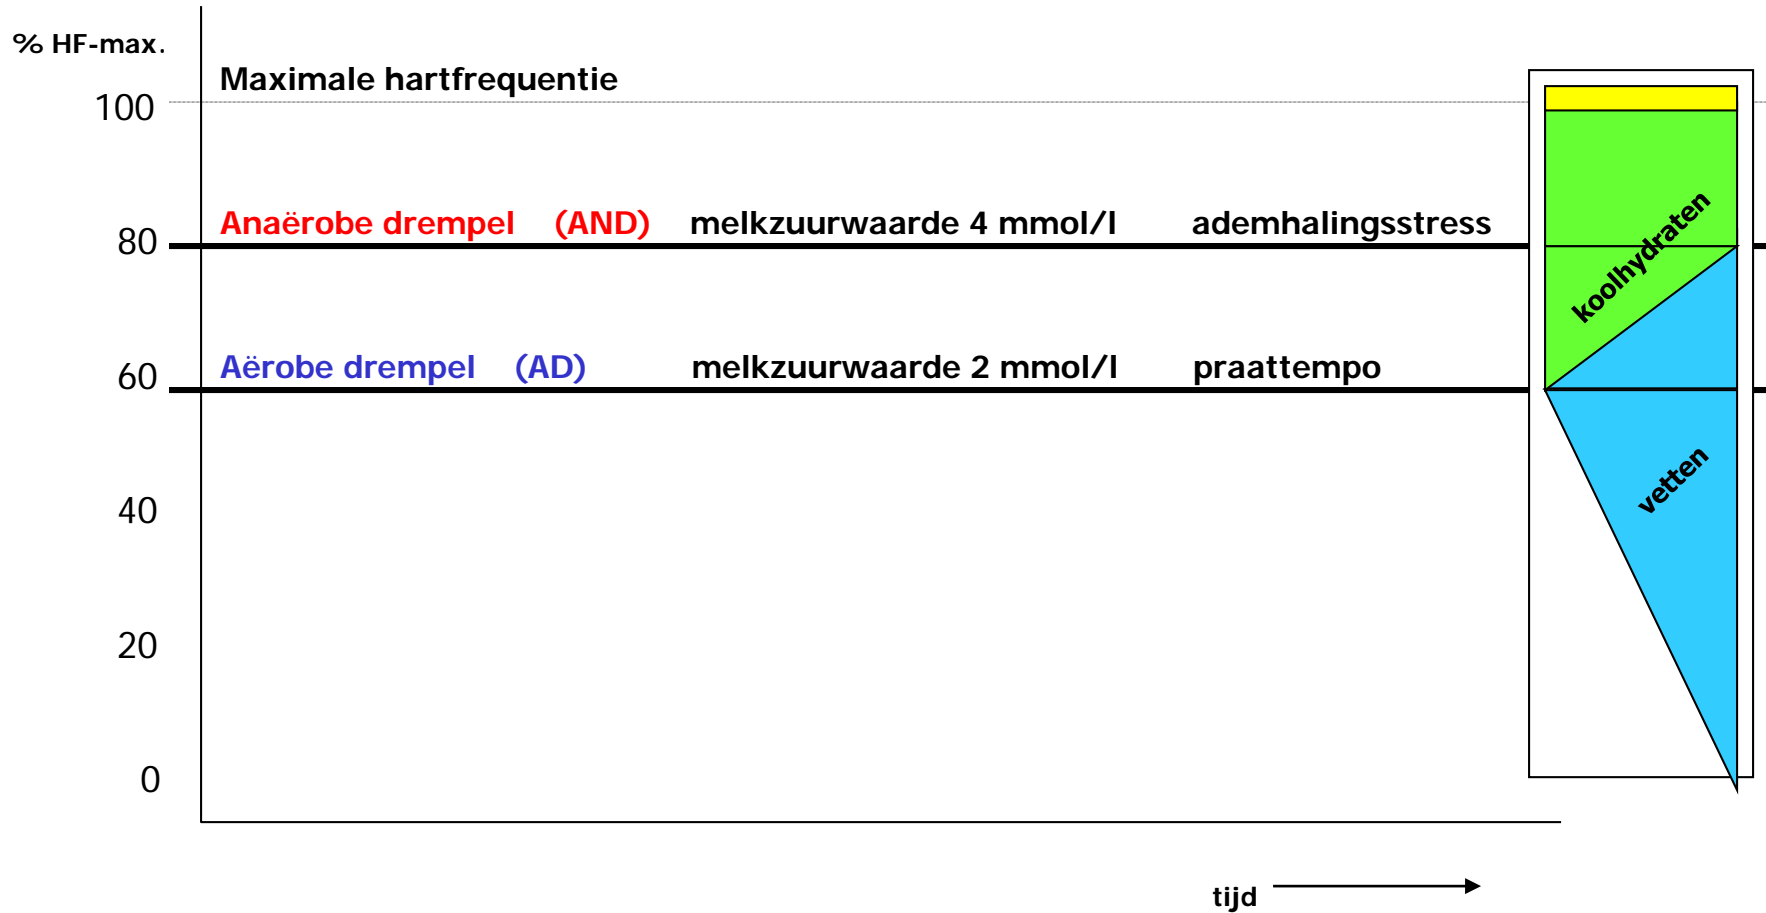 % HF-max.
Maximale hartfrequentie
100
Anaërobe drempel (AND) melkzuurwaarde 4 mmol/l ademhalingsstress
80
koolhydraten
Aërobe drempel (AD) melkzuurwaarde 2 mmol/l praattempo
60
vetten
40
20
0
tijd